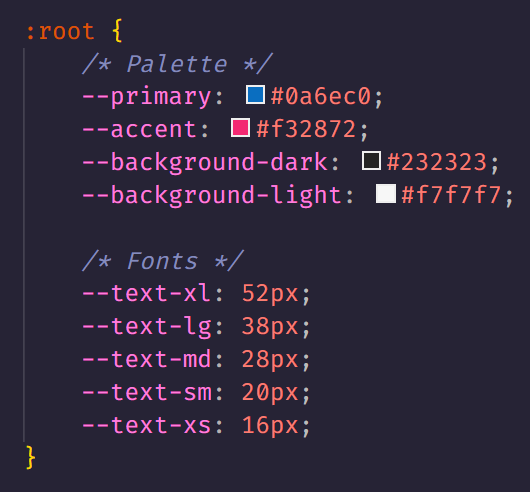 :root {
/* Palette */
--primary: #0a6ec0;
--accent: #f32872;
--background-dark: #232323;
--background-light: #f7f7f7;
/* Fonts */
--text-xl: 52px;
--text-lg: 38px;
--text-md: 28px;
--text-sm: 20px;
--text-xs: 16px;
}